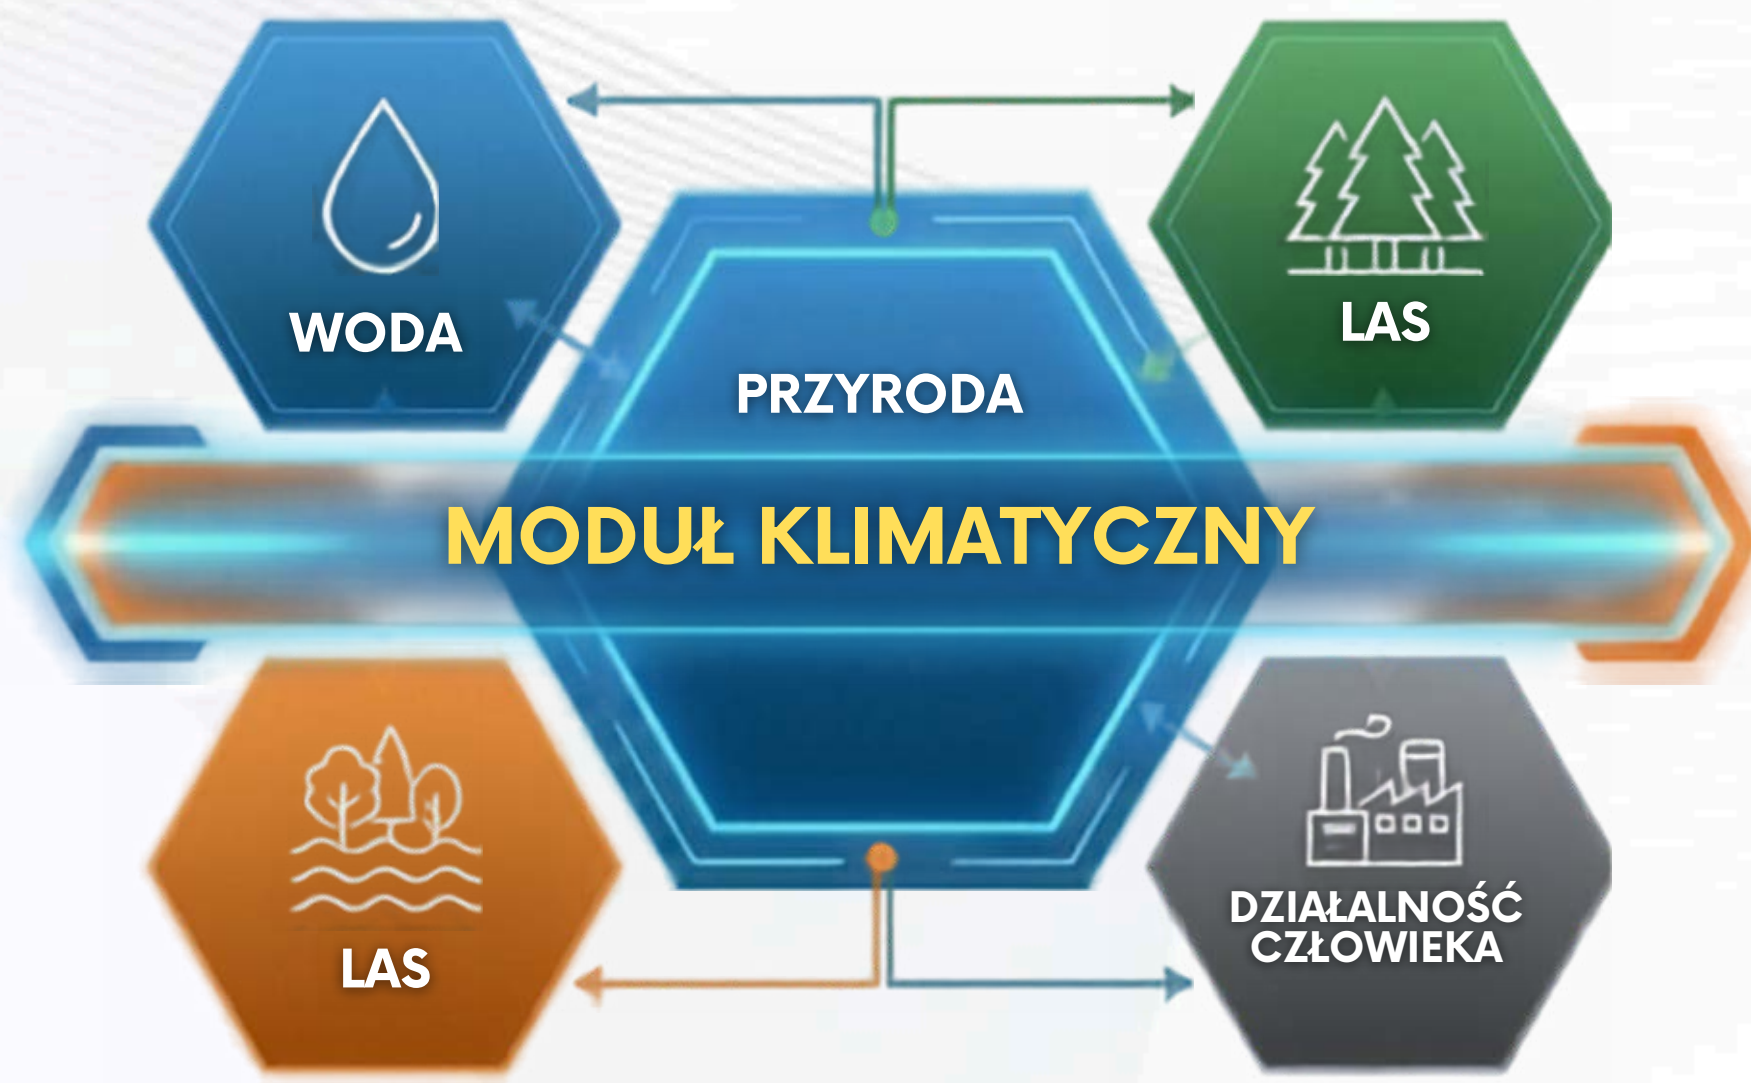 WODA
LAS
PRZYRODA
MODUŁ KLIMATYCZNY
LAS
DZIAŁALNOŚĆ
CZŁOWIEKA